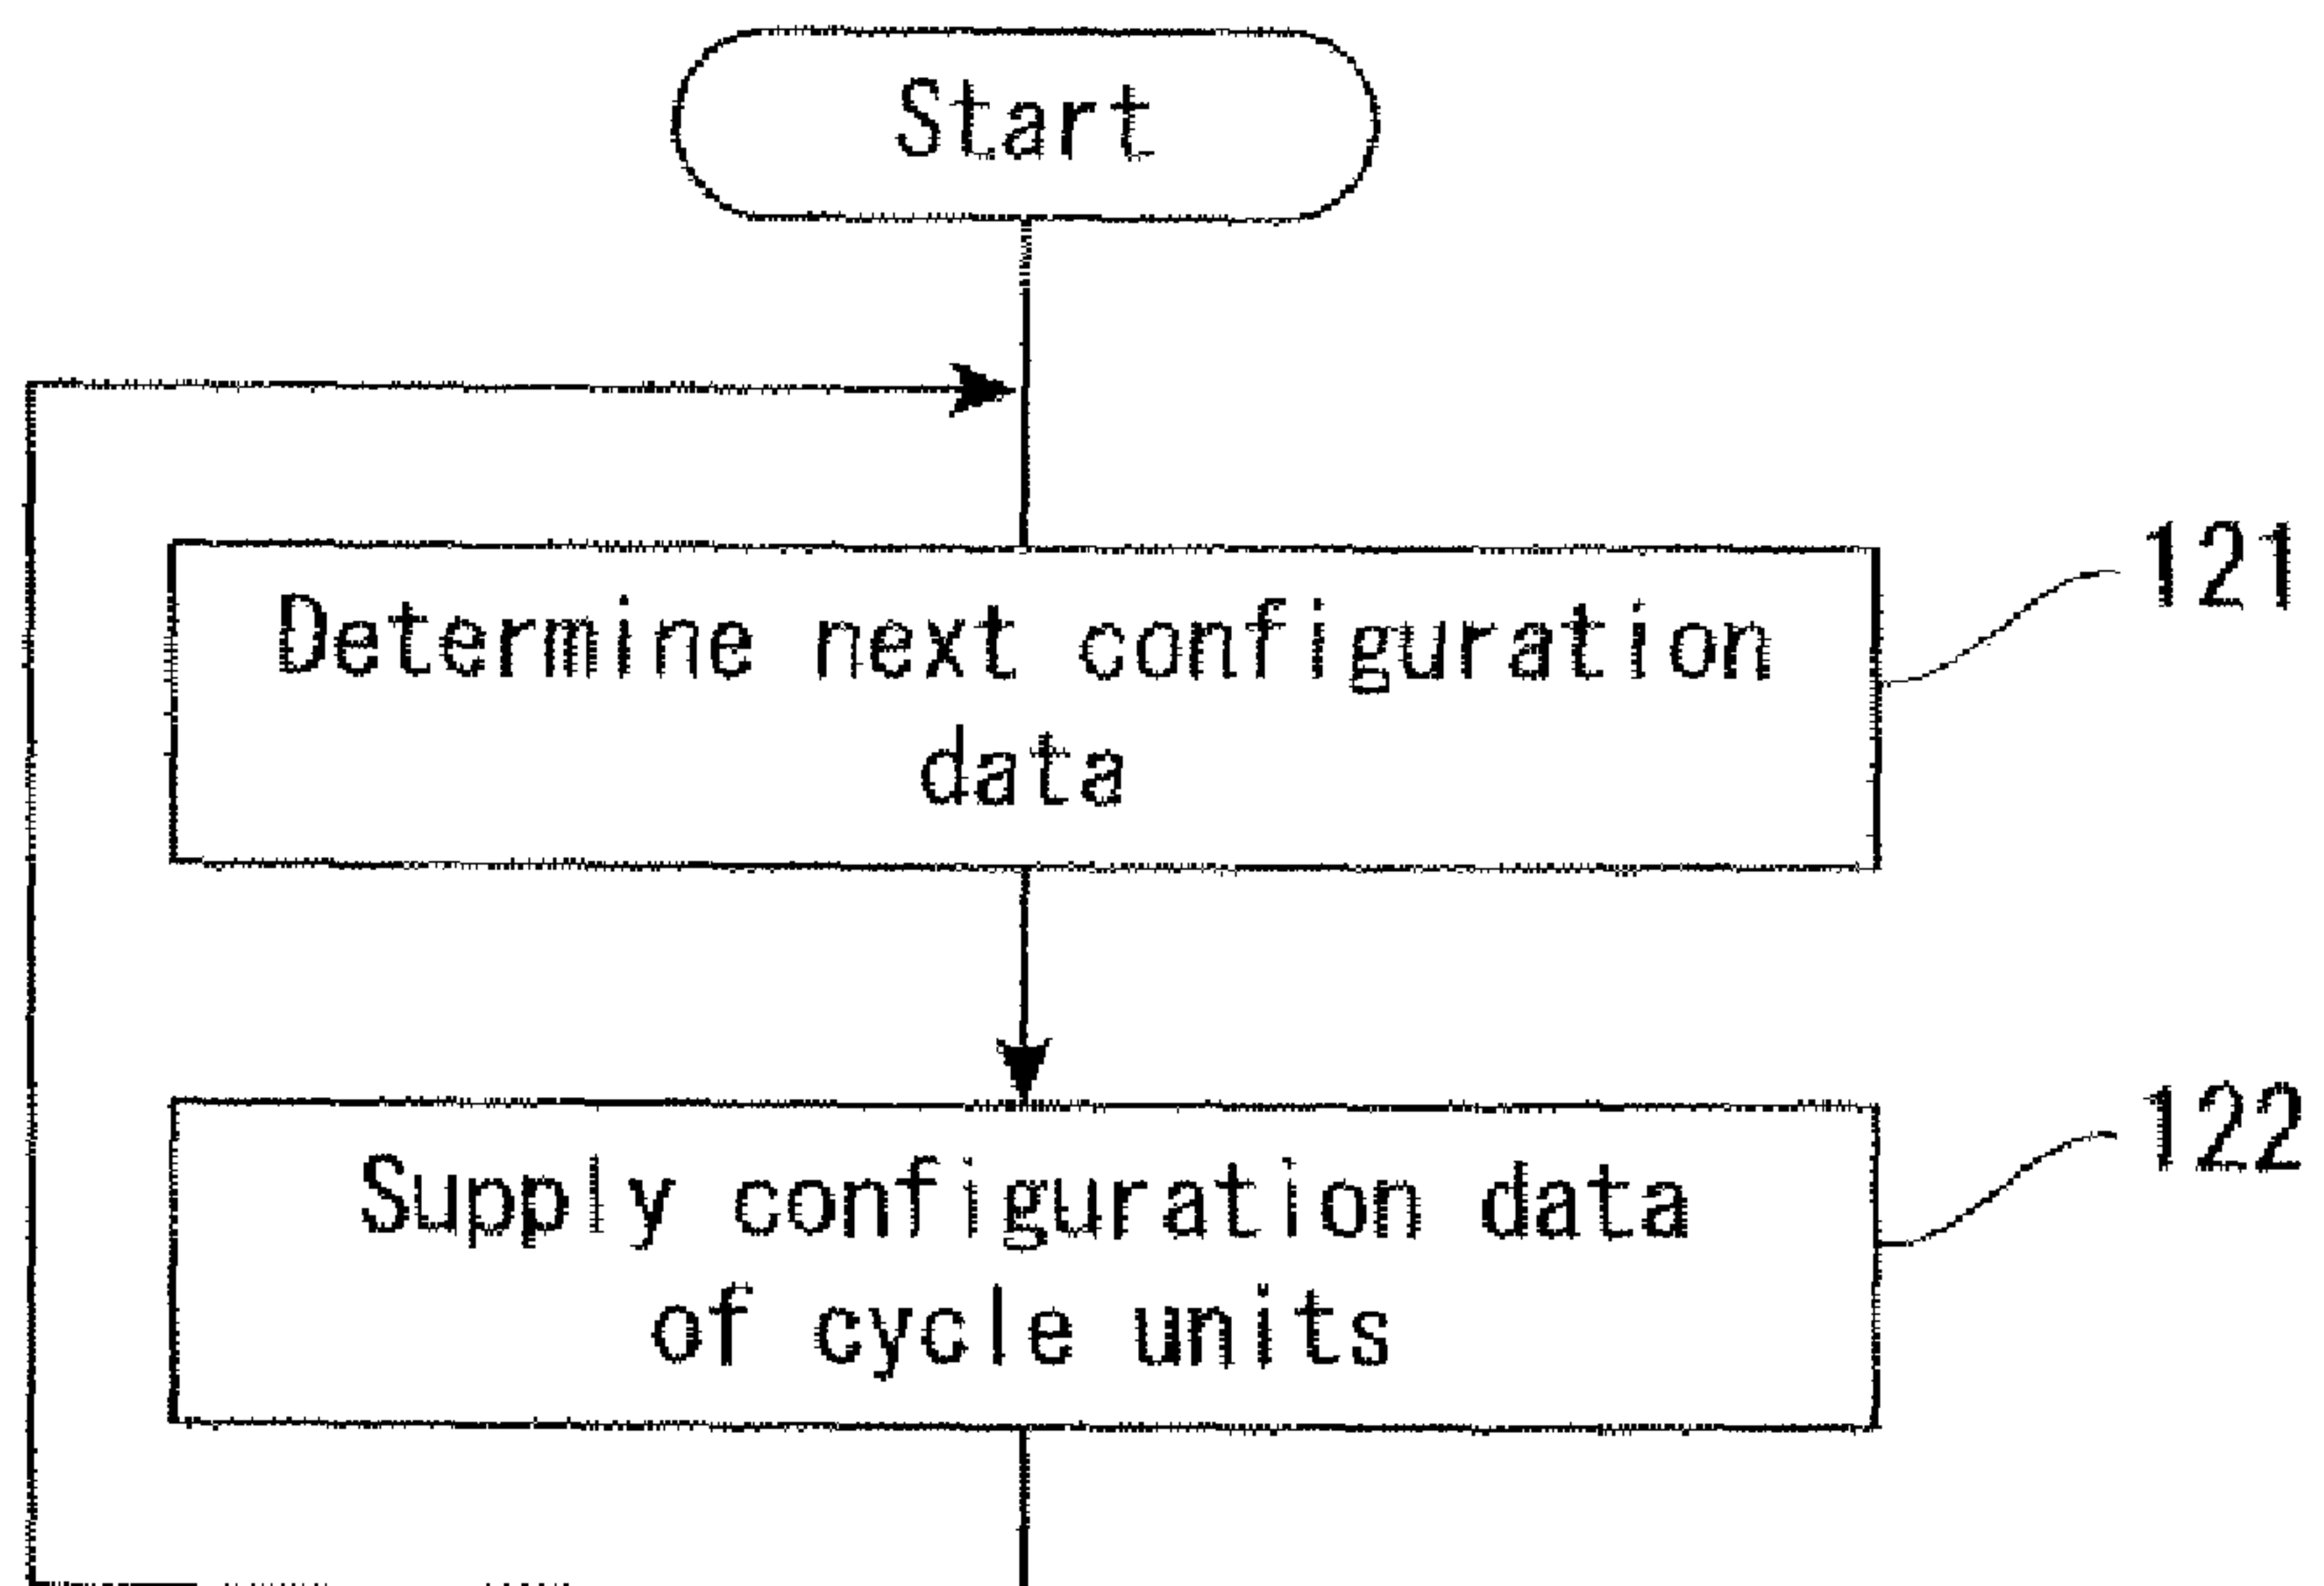 Start
121
Determine next configuration
data
122
Supply configuration data
of cycle units